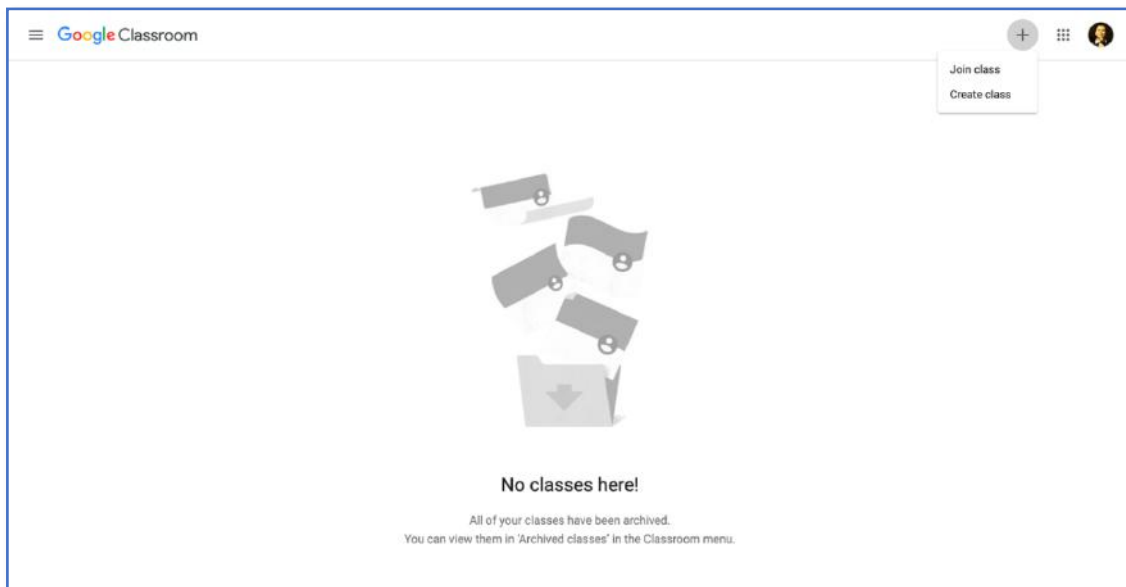 Google Classroom
Join class
Create class
No classes here!
All of your classes have been archived.
You can view them in 'Archived classes' in the Classroom menu.